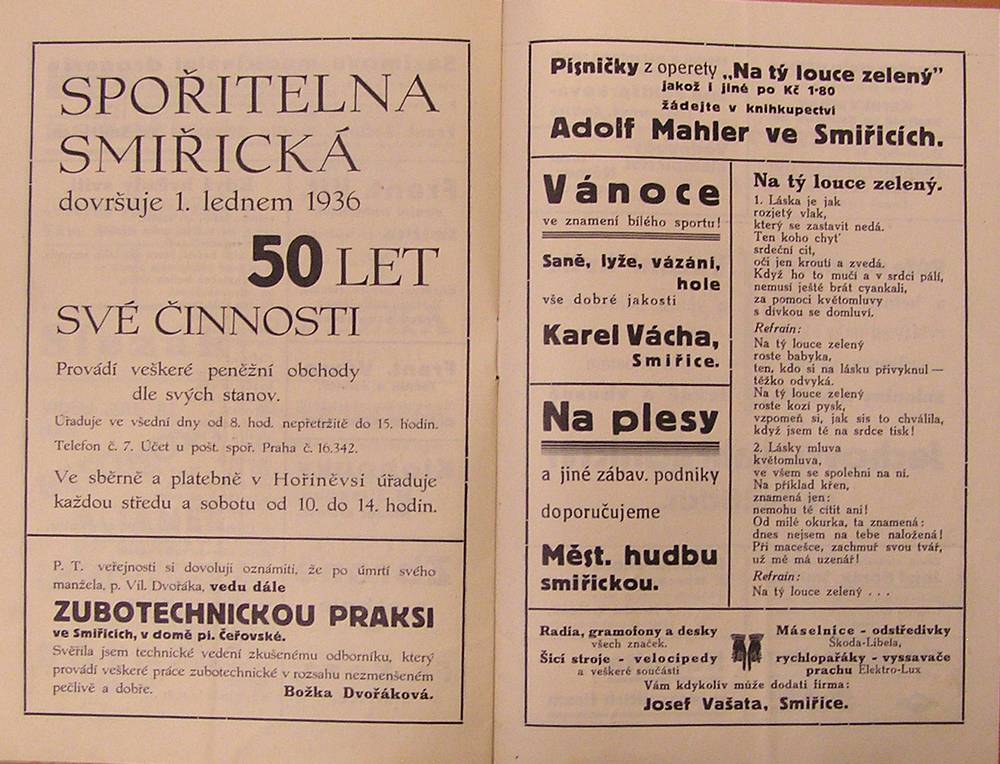 SPOŘITELNA
SMIŘICKÁ
dovršuje 1. lednem 1936
50 LET
SVÉ ČINNOSTI
Provádí veškeré peněžní obchody
dle svých stanov.
Úřaduje ve všední dny od 8. hod. nepřetržitě do 15. hodin.
Telefon č. 7. Účet u pošt. spoř. Praha č. 16.342.
Ve sběrně a platebně v Hořiněvsi úřaduje
každou středu a sobotu od 10. do 14. hodin.
P. T. veřejnosti si dovoluji oznámiti, že po úmrtí svého
manžela, p. Vil. Dvořáka, vedu dále
ZUBOTECHNICKOU PRAKSI
ve Smiřicích, v domě pí. Čeřovské.
Svěřila jsem technické vedení zkušenému odborníku, který
provádí veškeré práce zubotechnické v rozsahu nezmenšeném
pečlivě a dobře. Božka Dvořáková.
Písničky z operety „Na tý louce zelený"
jakož i jiné po Kč 1·80
žádejte v knihkupectví
Adolf Mahler ve Smiřicích.
Vánoce
ve znamení bílého sportu!
Saně, lyže, vázání,
hole
vše dobré jakosti
Karel Vácha,
Smiřice.
Na plesy
a jiné zábav. podniky
doporučujeme
Měst. hudbu
smiřickou.
Na tý louce zelený.
1. Láska je jak
rozjetý vlak,
který se zastavit nedá.
Ten koho chyť
srdeční cit,
oči jen kroutí a zvedá.
Když ho to mučí a v srdci pálí,
nemusí ještě brát cyankali,
za pomoci květomluvy
s dívkou se domluví.
Refrain:
Na tý louce zelený
roste babyka,
ten, kdo si na lásku přivyknul —
těžko odvyká.
Na tý louce zelený
roste kozí pysk,
vzpomeň si, jak sis to chválila,
když jsem tě na srdce tisk!
2. Lásky mluva
květomluva,
ve všem se spolehni na ni.
Na příklad křen,
znamená jen:
nemohu tě cítit ani!
Od milé okurka, ta znamená:
dnes nejsem na tebe naložená!
Při macešce, zachmuř svou tvář,
už mě má uzenář!
Refrain:
Na tý louce zelený . . .
Radia, gramofony a desky
všech značek.
Šicí stroje - velocipedy
a veškeré součásti
Máselnice - odstředivky
Škoda-Libela,
rychlopařáky - vyssavače
prachu Elektro-Lux
Vám kdykoliv může dodati firma:
Josef Vašata, Smiřice.